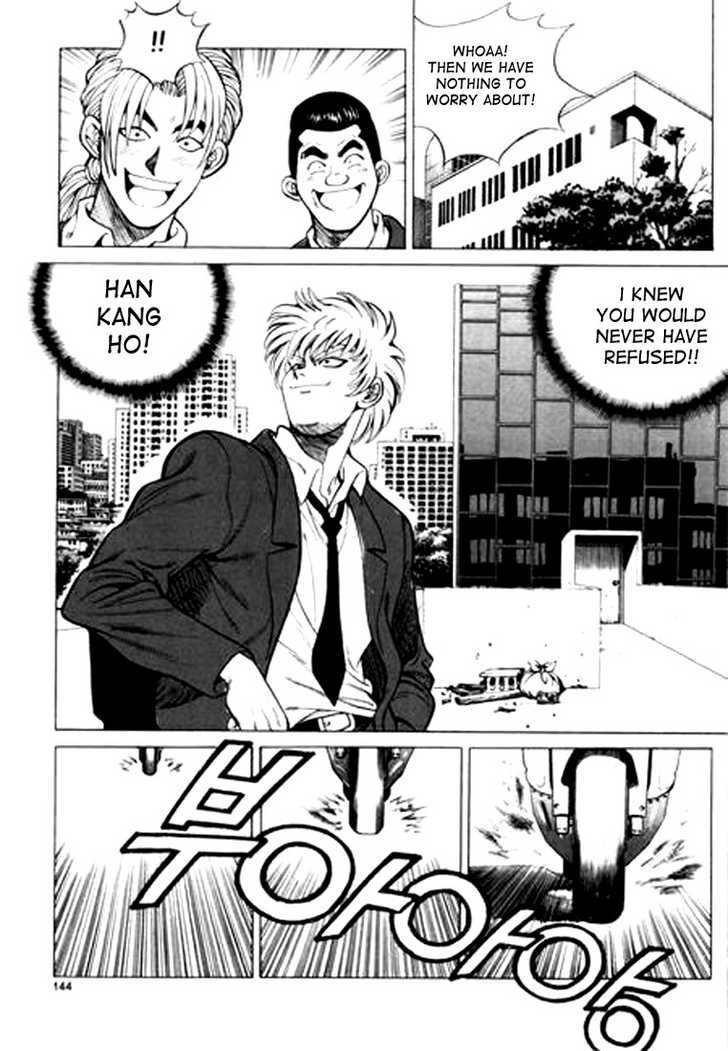 !!
WHOAA!
THEN WE HAVE
NOTHING TO
WORRY ABOUT!
HAN
KANG
HO!
I KNEW
YOU WOULD
NEVER HAVE
REFUSED!!
부아아아아앙
144